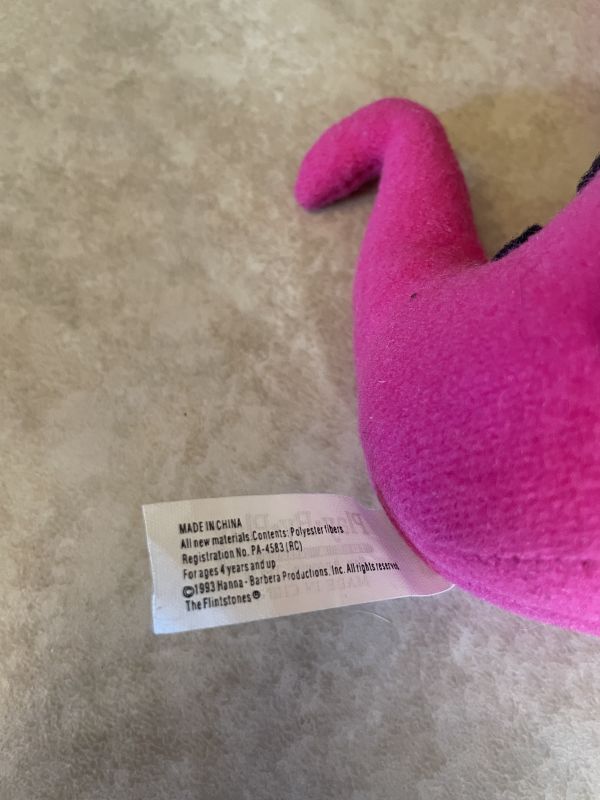 MADE IN CHINA
All new materials. Contents: Polyester fibers
Registration No. PA-4583 (RC)
For ages 4 years and up
©1993 Hanna - Barbera Productions, Inc. All rights reserved
The Flintstones®